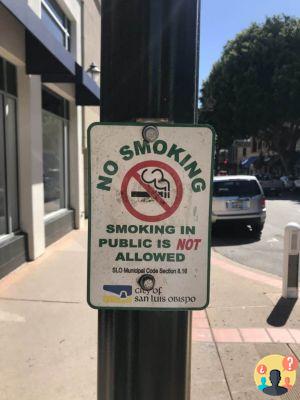 NO SMOKING
SMOKING IN
PUBLIC IS NOT
ALLOWED
SLO Municipal Code Section 8.16
city of
san luis obispo